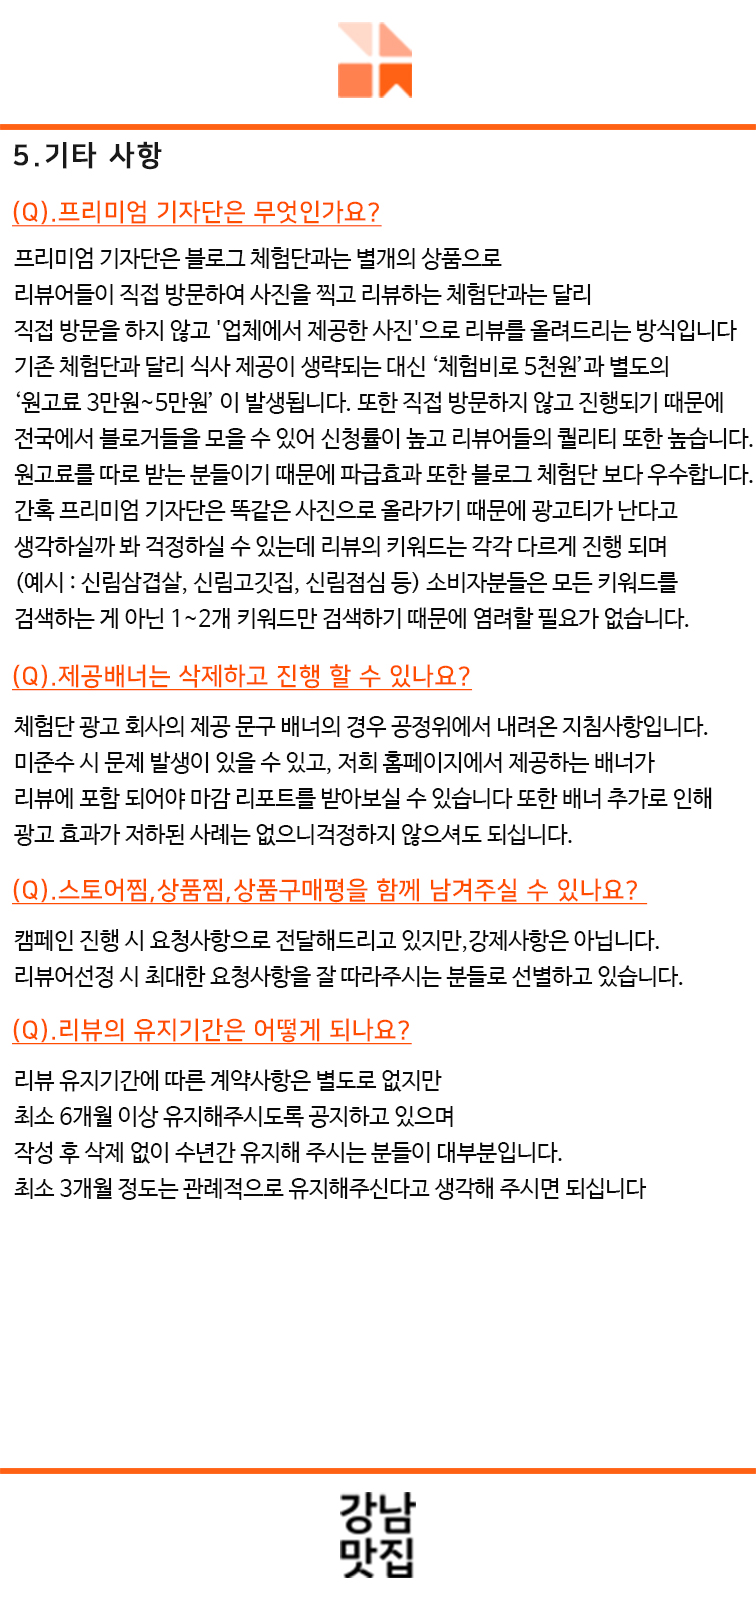 5.기타 사항
(Q).프리미엄 기자단은 무엇인가요?
프리미엄 기자단은 블로그 체험단과는 별개의 상품으로
리뷰어들이 직접 방문하여 사진을 찍고 리뷰하는 체험단과는 달리
직접 방문을 하지 않고 '업체에서 제공한 사진'으로 리뷰를 올려드리는 방식입니다
기존 체험단과 달리 식사 제공이 생략되는 대신 ‘체험비로 5천원’과 별도의
‘원고료 3만원~5만원’ 이 발생됩니다. 또한 직접 방문하지 않고 진행되기 때문에
전국에서 블로거들을 모을 수 있어 신청률이 높고 리뷰어들의 퀄리티 또한 높습니다.
원고료를 따로 받는 분들이기 때문에 파급효과 또한 블로그 체험단 보다 우수합니다.
간혹 프리미엄 기자단은 똑같은 사진으로 올라가기 때문에 광고티가 난다고
생각하실까 봐 걱정하실 수 있는데 리뷰의 키워드는 각각 다르게 진행 되며
(예시 : 신림삼겹살, 신림고깃집, 신림점심 등) 소비자분들은 모든 키워드를
검색하는 게 아닌 1~2개 키워드만 검색하기 때문에 염려할 필요가 없습니다.
(Q).제공배너는 삭제하고 진행 할 수 있나요?
체험단 광고 회사의 제공 문구 배너의 경우 공정위에서 내려온 지침사항입니다.
미준수 시 문제 발생이 있을 수 있고, 저희 홈페이지에서 제공하는 배너가
리뷰에 포함 되어야 마감 리포트를 받아보실 수 있습니다 또한 배너 추가로 인해
광고 효과가 저하된 사례는 없으니걱정하지 않으셔도 되십니다.
(Q).스토어찜,상품찜,상품구매평을 함께 남겨주실 수 있나요?
캠페인 진행 시 요청사항으로 전달해드리고 있지만,강제사항은 아닙니다.
리뷰어선정 시 최대한 요청사항을 잘 따라주시는 분들로 선별하고 있습니다.
(Q).리뷰의 유지기간은 어떻게 되나요?
리뷰 유지기간에 따른 계약사항은 별도로 없지만
최소 6개월 이상 유지해주시도록 공지하고 있으며
작성 후 삭제 없이 수년간 유지해 주시는 분들이 대부분입니다.
최소 3개월 정도는 관례적으로 유지해주신다고 생각해 주시면 되십니다
강남
맛집